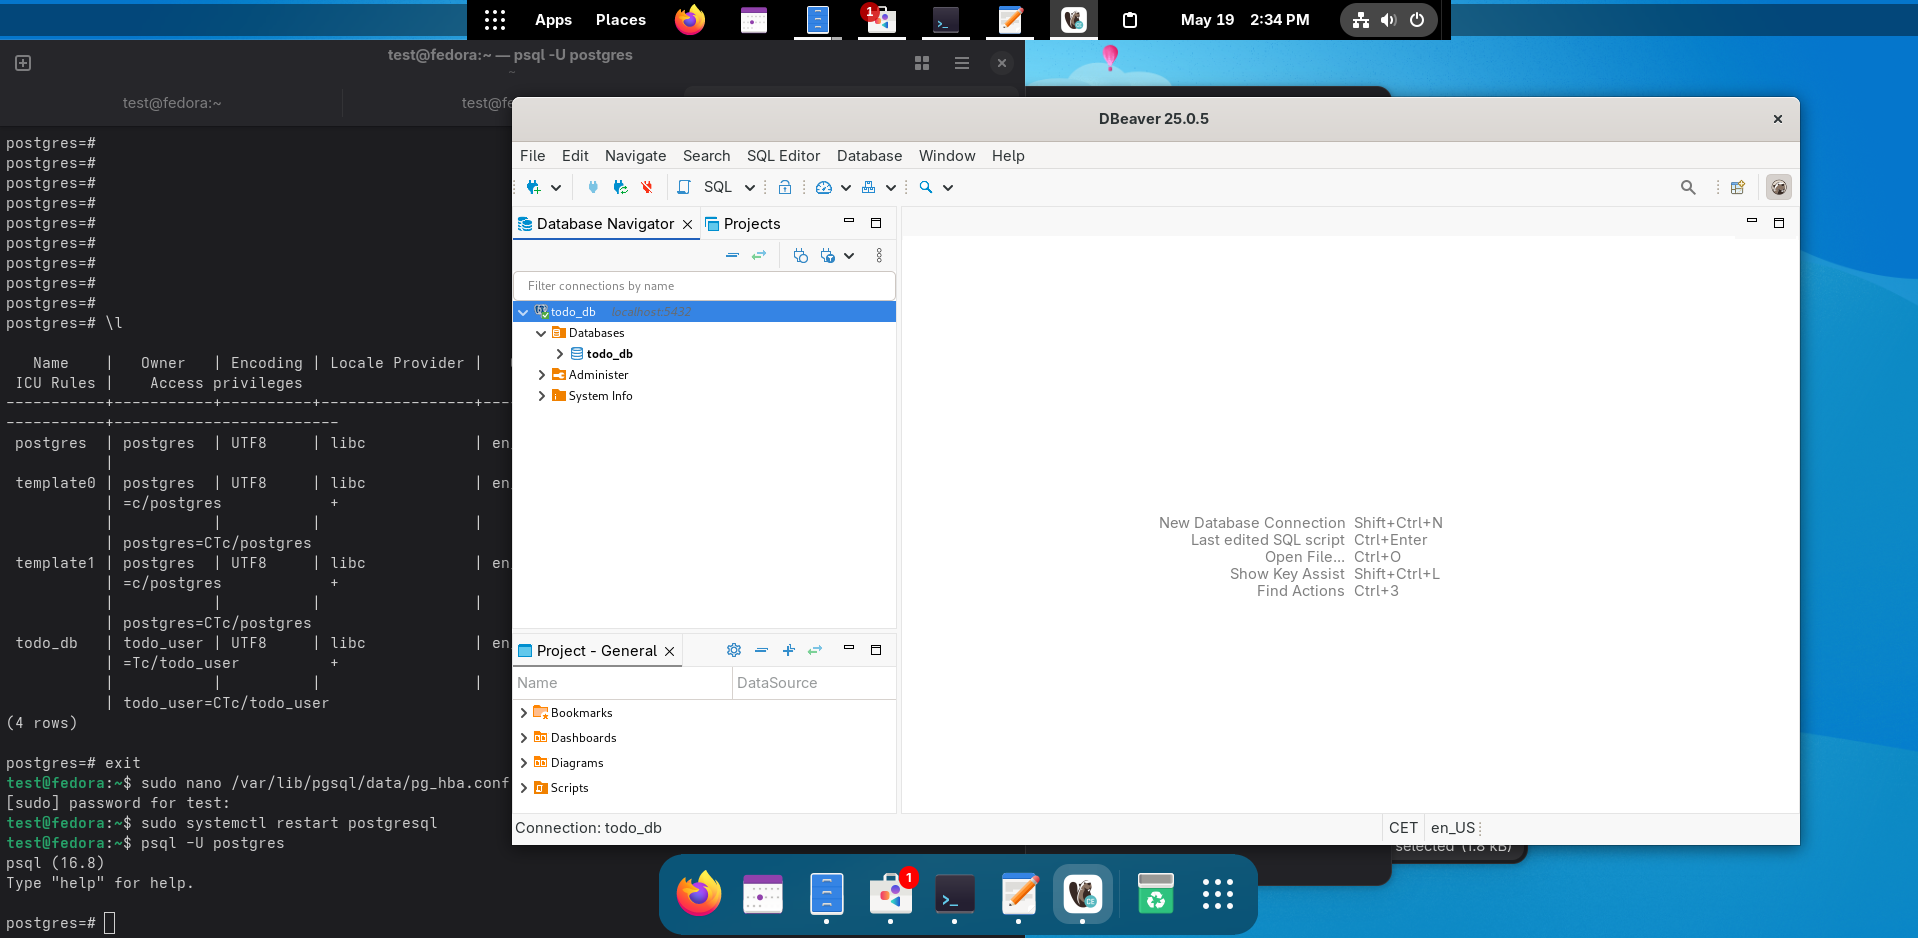 Apps Places 1 May 19 2:34 PM
test@fedora:~ — psql -U postgres
~
test@fedora:~ test@fe
postgres=#
postgres=#
postgres=#
postgres=#
postgres=#
postgres=#
postgres=#
postgres=#
postgres=#
postgres=# \l
Name | Owner | Encoding | Locale Provider |
ICU Rules | Access privileges
-----------+-----------+----------+-----------------+---
-----------+-------------------------
postgres | postgres | UTF8 | libc | en
|
template0 | postgres | UTF8 | libc | en
| =c/postgres +
| | | |
| postgres=CTc/postgres
template1 | postgres | UTF8 | libc | en
| =c/postgres +
| | | |
| postgres=CTc/postgres
todo_db | todo_user | UTF8 | libc | en
| =Tc/todo_user +
| | | |
| todo_user=CTc/todo_user
(4 rows)
postgres=# exit
test@fedora:~$ sudo nano /var/lib/pgsql/data/pg_hba.conf
[sudo] password for test:
test@fedora:~$ sudo systemctl restart postgresql
test@fedora:~$ psql -U postgres
psql (16.8)
Type "help" for help.
postgres=#
DBeaver 25.0.5
File Edit Navigate Search SQL Editor Database Window Help
SQL
Database Navigator Projects
Filter connections by name
todo_db localhost:5432
Databases
todo_db
Administer
System Info
Project - General
Name DataSource
Bookmarks
Dashboards
Diagrams
Scripts
New Database Connection Shift+Ctrl+N
Last edited SQL script Ctrl+Enter
Open File... Ctrl+O
Show Key Assist Shift+Ctrl+L
Find Actions Ctrl+3
Connection: todo_db CET en_US
selected (1.8 kB)
1